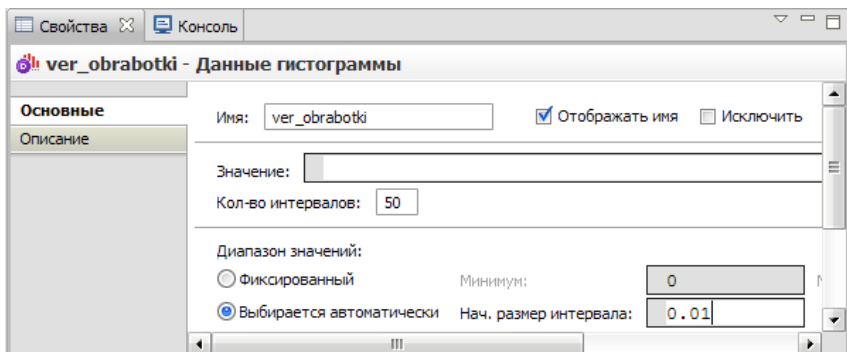 Свойства Консоль
ver_obrabotki - Данные гистограммы
Основные
Описание
Имя: ver_obrabotki Отображать имя Исключить
Значение:
Кол-во интервалов: 50
Диапазон значений:
Фиксированный Минимум: 0
Выбирается автоматически Нач. размер интервала: 0.01